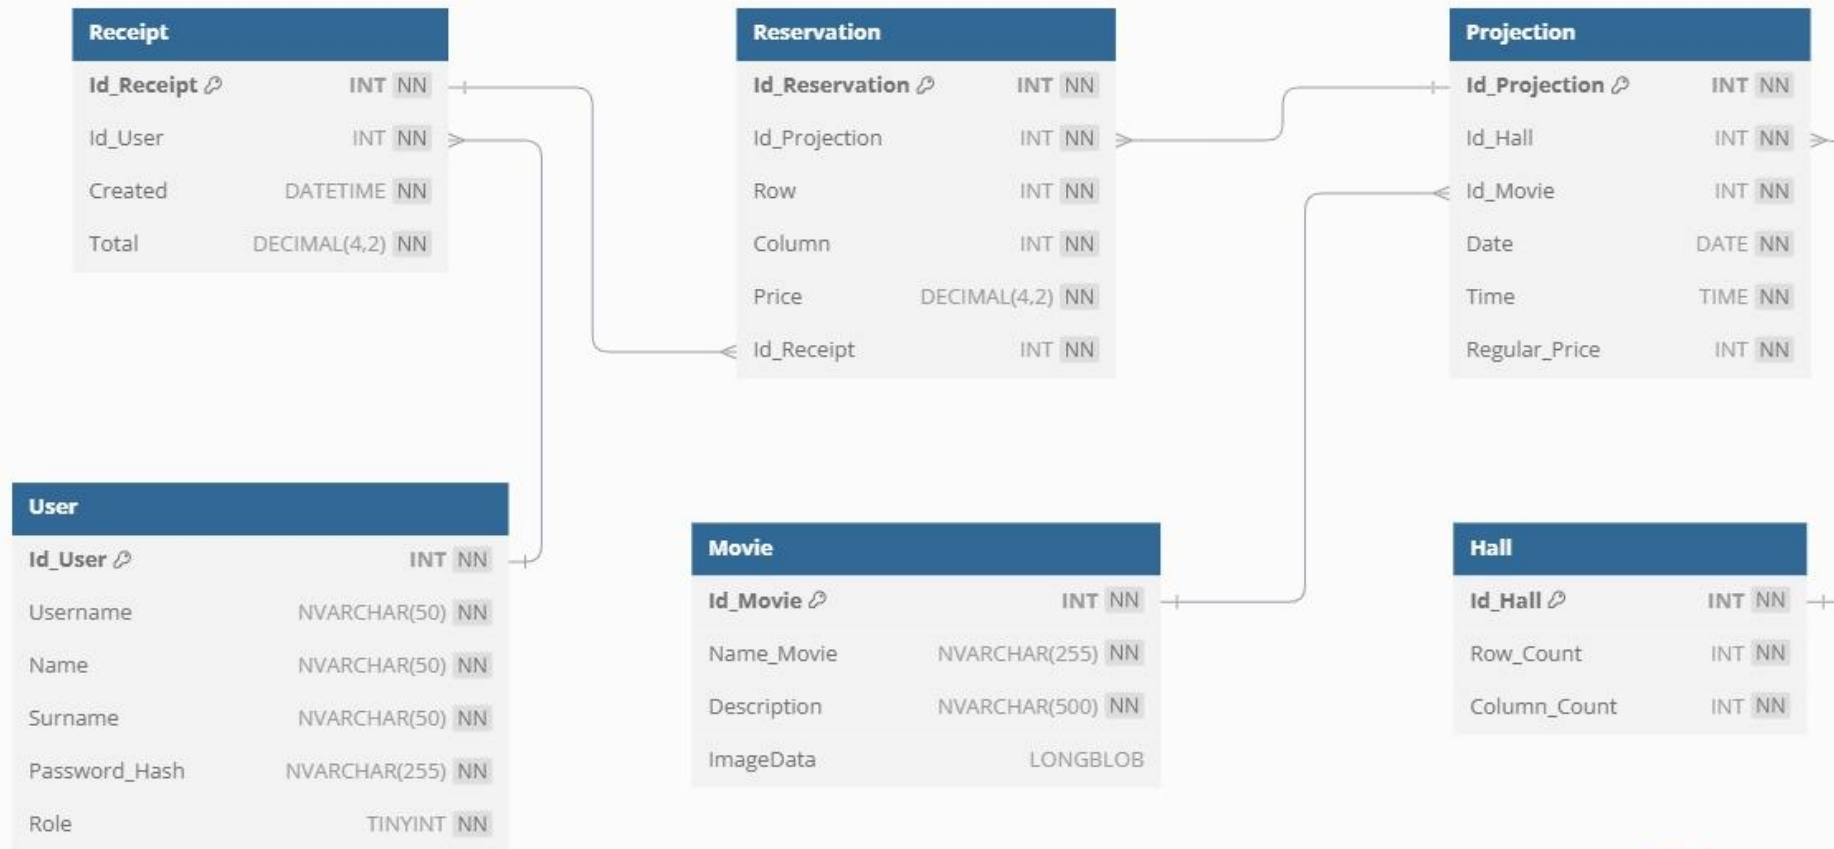 Receipt
Id_Receipt INT NN
Id_User INT NN
Created DATETIME NN
Total DECIMAL(4,2) NN
Reservation
Id_Reservation INT NN
Id_Projection INT NN
Row INT NN
Column INT NN
Price DECIMAL(4,2) NN
Id_Receipt INT NN
Projection
Id_Projection INT NN
Id_Hall INT NN
Id_Movie INT NN
Date DATE NN
Time TIME NN
Regular_Price INT NN
User
Id_User INT NN
Username NVARCHAR(50) NN
Name NVARCHAR(50) NN
Surname NVARCHAR(50) NN
Password_Hash NVARCHAR(255) NN
Role TINYINT NN
Movie
Id_Movie INT NN
Name_Movie NVARCHAR(255) NN
Description NVARCHAR(500) NN
ImageData LONGBLOB
Hall
Id_Hall INT NN
Row_Count INT NN
Column_Count INT NN